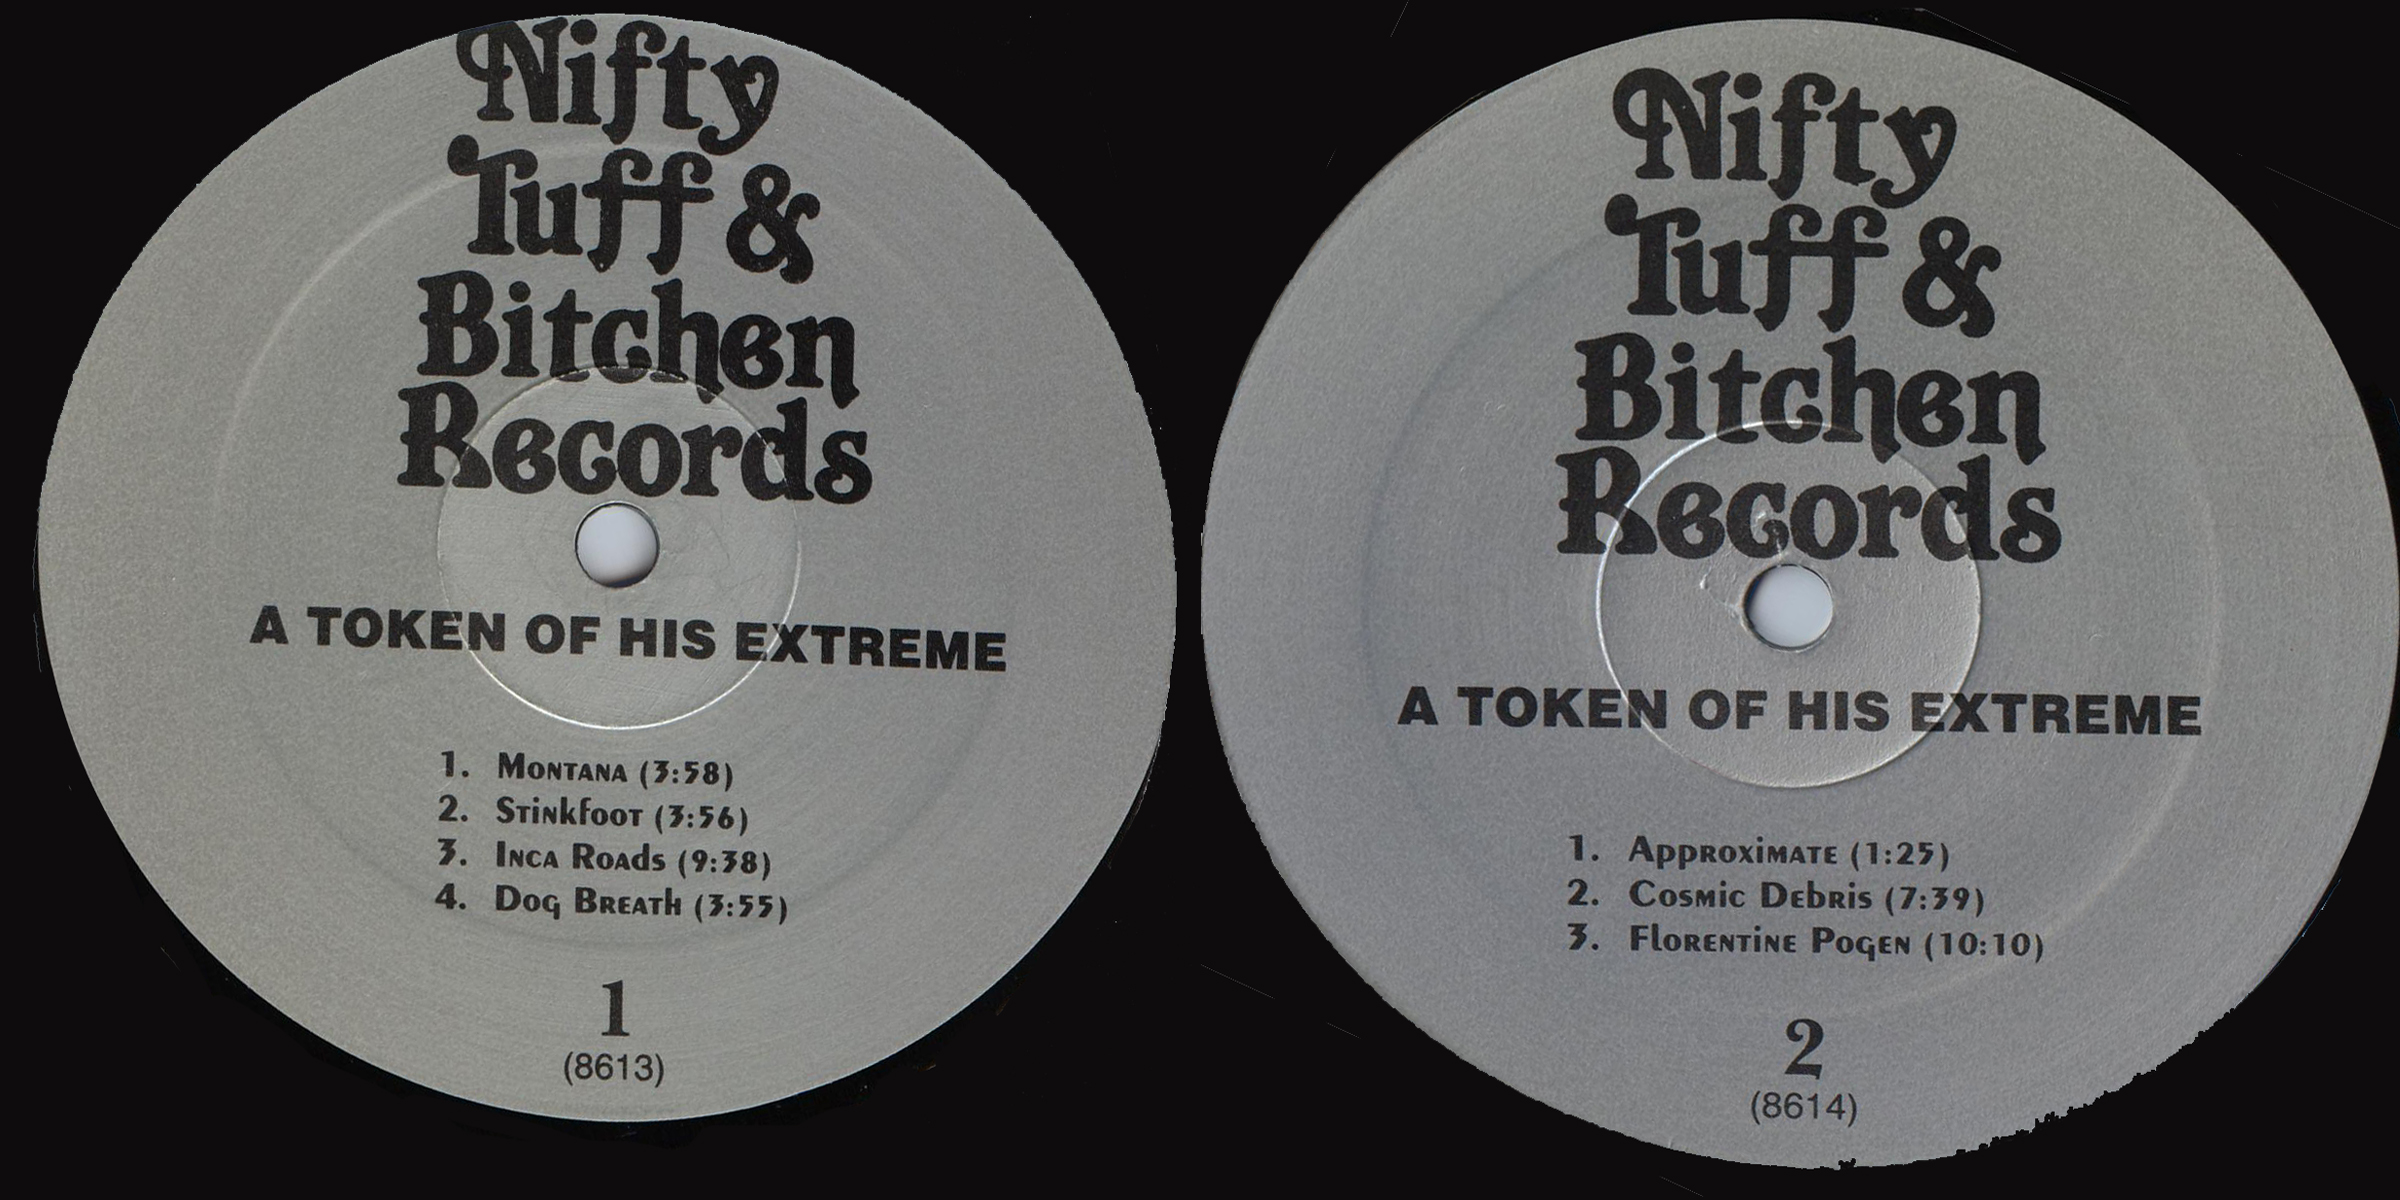 Nifty
Tuff &
Bitchen
Records
A TOKEN OF HIS EXTREME
1. Montana (3:58)
2. Stinkfoot (3:56)
3. Inca Roads (9:38)
4. Dog Breath (3:55)
1
(8613)
Nifty
Tuff &
Bitchen
Records
A TOKEN OF HIS EXTREME
1. Approximate (1:25)
2. Cosmic Debris (7:39)
3. Florentine Pogen (10:10)
2
(8614)